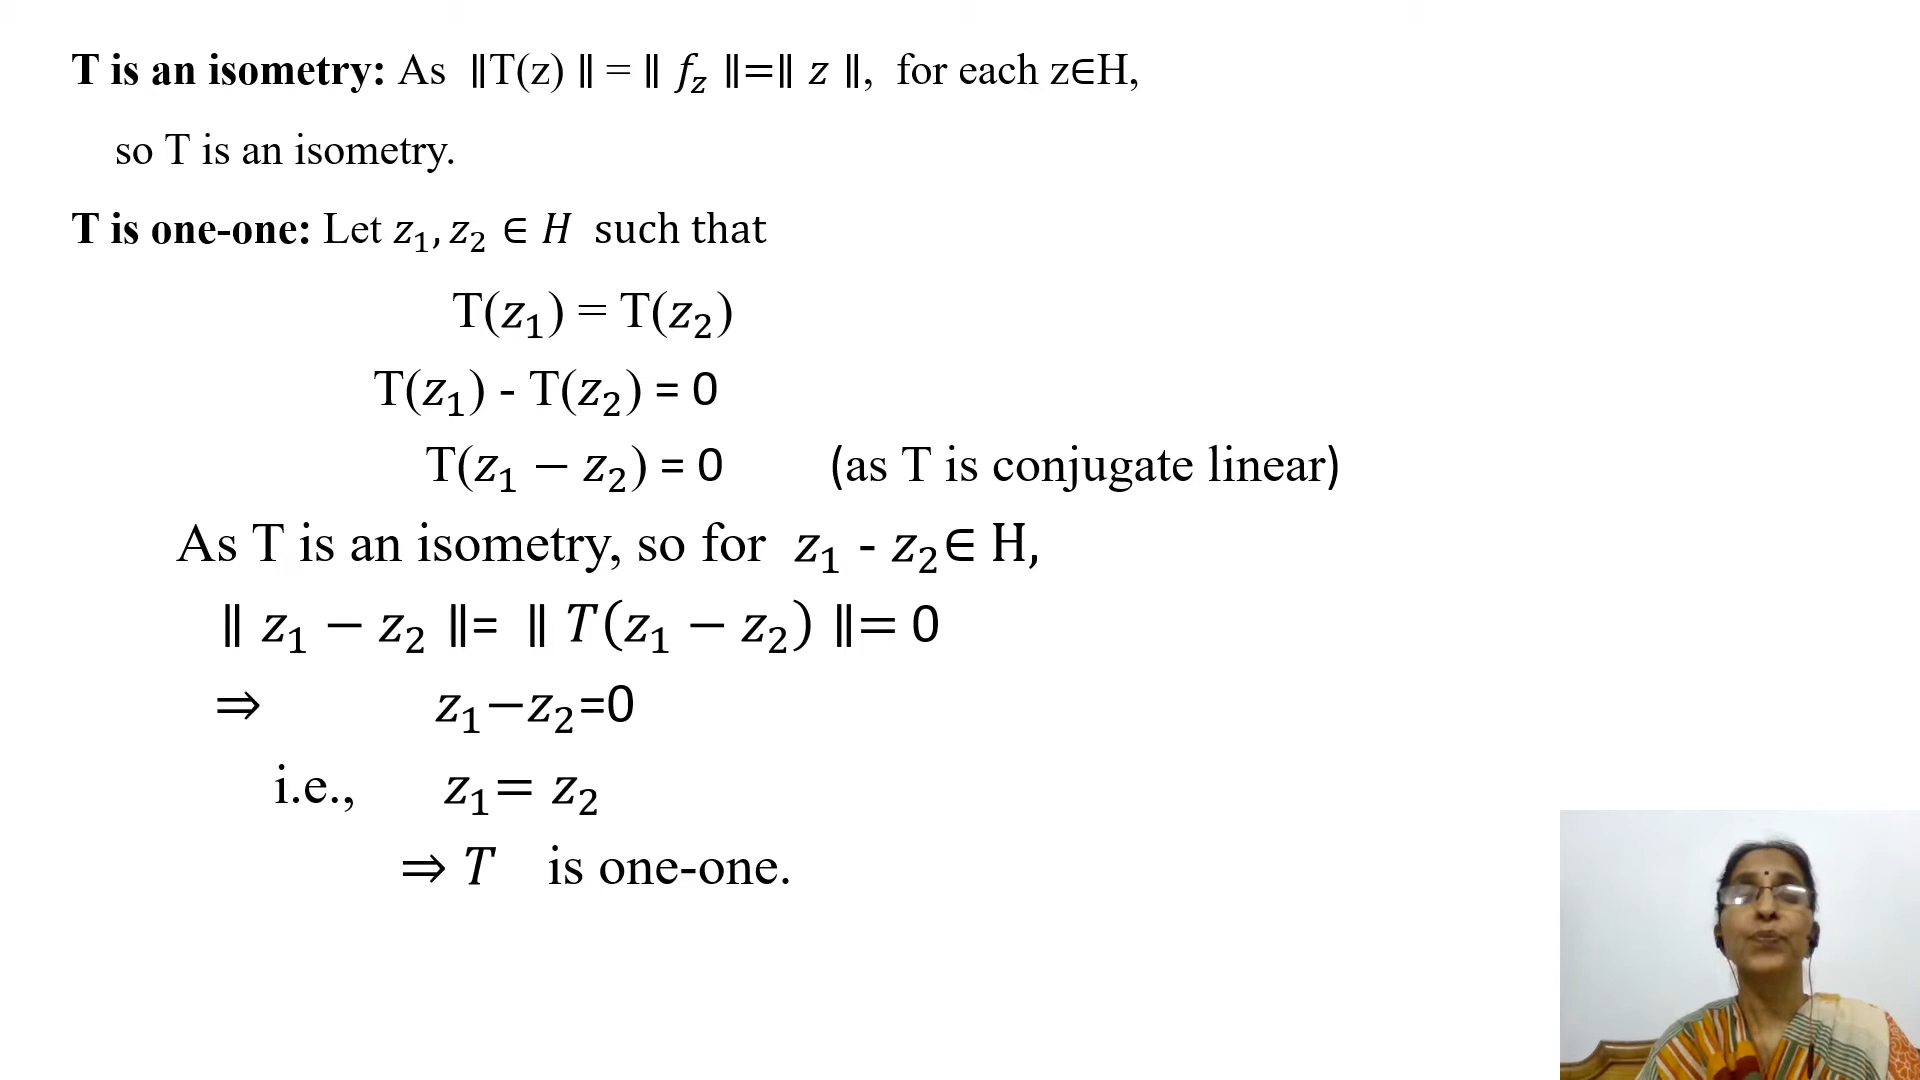 T is an isometry: As ‖T(z) ‖ = ‖ f_z ‖=‖ z ‖, for each z∈H,
so T is an isometry.
T is one-one: Let z₁, z₂ ∈ H such that
T(z₁) = T(z₂)
T(z₁) - T(z₂) = 0
T(z₁ − z₂) = 0 (as T is conjugate linear)
As T is an isometry, so for z₁ - z₂∈ H,
‖ z₁ − z₂ ‖= ‖ T(z₁ − z₂) ‖= 0
⇒ z₁−z₂=0
i.e., z₁= z₂
⇒ T is one-one.